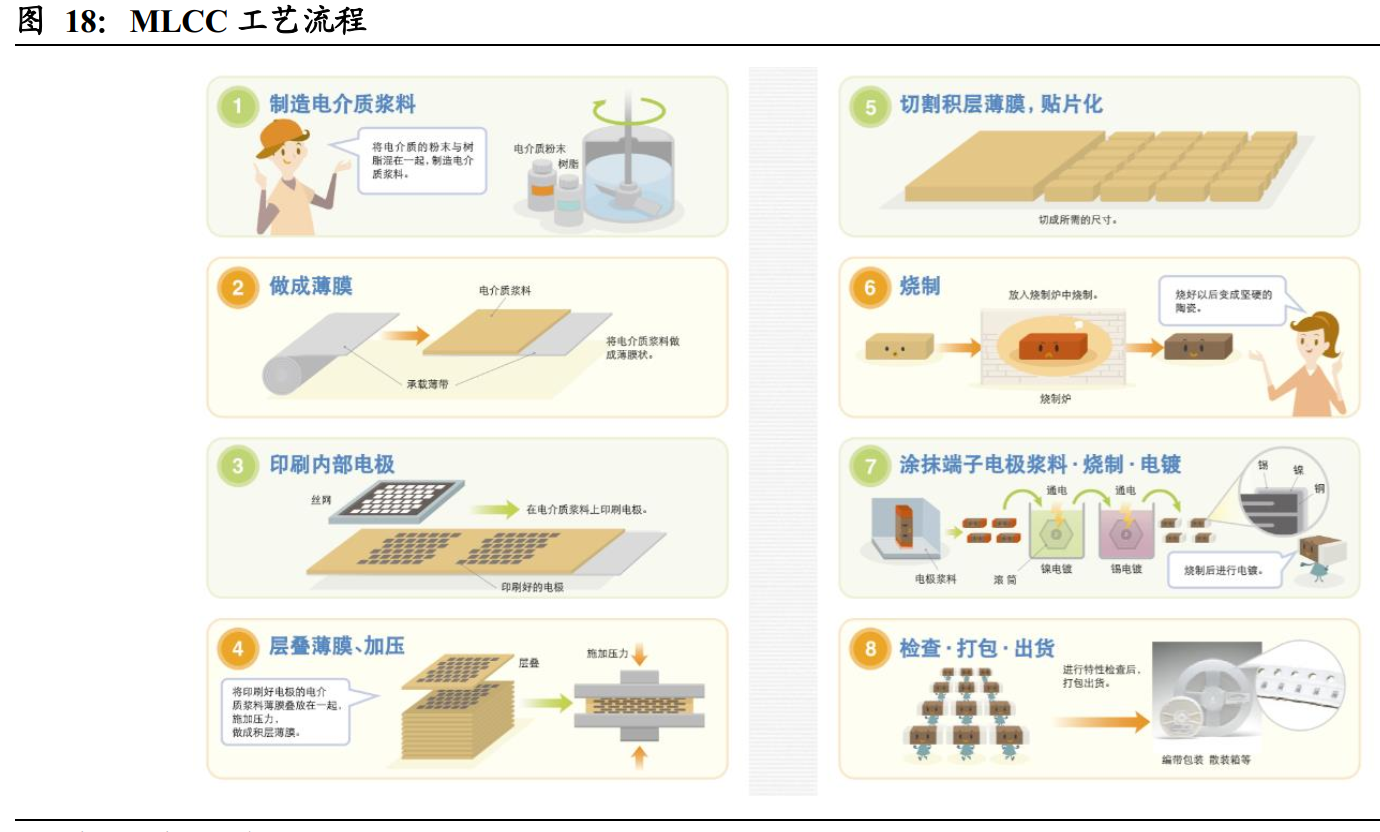 图 18：MLCC 工艺流程
1 制造电介质浆料
将电介质的粉末与树
脂混在一起，制造电介
质浆料。
电介质粉末
树脂
2 做成薄膜
电介质浆料
将电介质浆料做
成薄膜状。
承载薄带
3 印刷内部电极
丝网
在电介质浆料上印刷电极。
印刷好的电极
4 层叠薄膜、加压
将印刷好电极的电介
质浆料薄膜叠放在一起，
施加压力，
做成积层薄膜。
层叠
施加压力
5 切割积层薄膜，贴片化
切成所需的尺寸。
6 烧制
放入烧制炉中烧制。
烧好以后变成坚硬的
陶瓷。
烧制炉
7 涂抹端子电极浆料·烧制·电镀
通电
通电
锡
镍
铜
电极浆料
滚筒
镍电镀
锡电镀
烧制后进行电镀。
8 检查·打包·出货
进行特性检查后，
打包出货。
编带包装 散装箱等